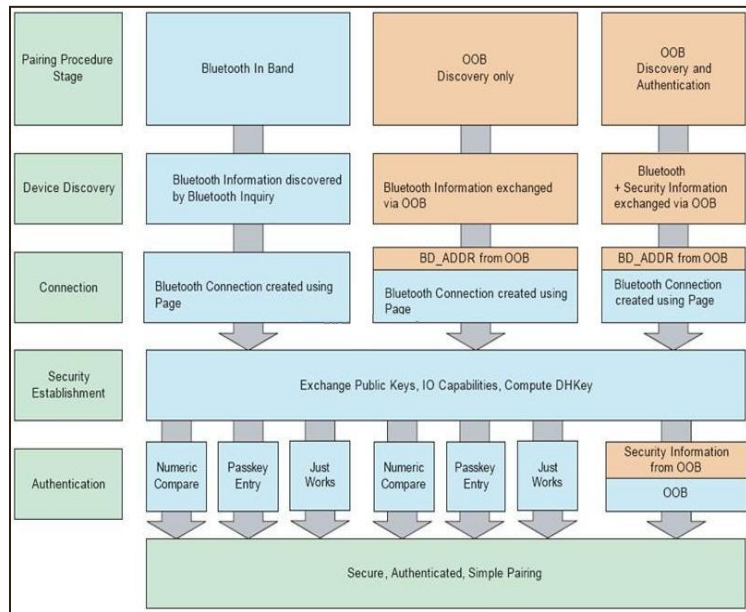 Pairing Procedure
Stage
Bluetooth In Band
OOB
Discovery only
OOB
Discovery and
Authentication
Device Discovery
Bluetooth Information discovered
by Bluetooth Inquiry
Bluetooth Information exchanged
via OOB
Bluetooth
+ Security Information
exchanged via OOB
Connection
Bluetooth Connection created using
Page
BD_ADDR from OOB
Bluetooth Connection created using
Page
BD_ADDR from OOB
Bluetooth Connection
created using Page
Security
Establishment
Exchange Public Keys, IO Capabilities, Compute DHKey
Authentication
Numeric
Compare
Passkey
Entry
Just
Works
Numeric
Compare
Passkey
Entry
Just
Works
Security Information
from OOB
OOB
Secure, Authenticated, Simple Pairing